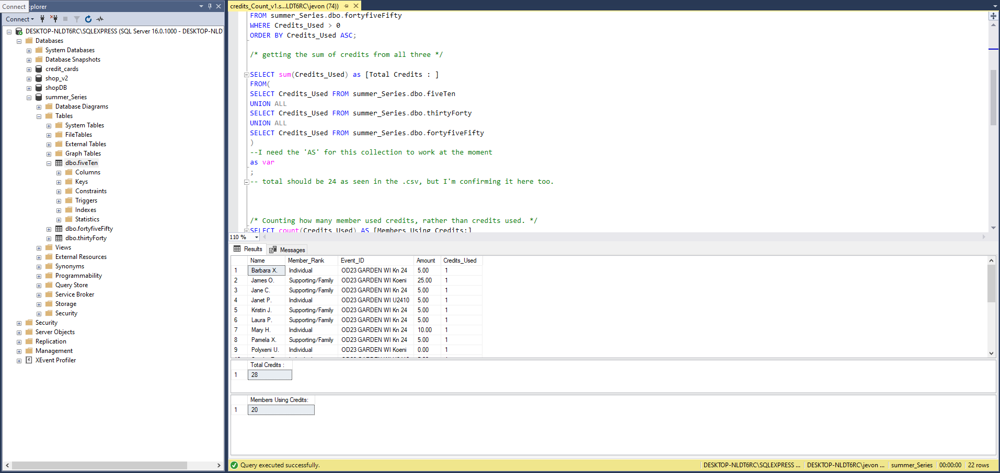 Connect
plorer
Connect
DESKTOP-NLDT6RC\SQLEXPRESS (SQL Server 16.0.1000 - DESKTOP-NLD
Databases
System Databases
Database Snapshots
credit_cards
shop_v2
shopDB
summer_Series
Database Diagrams
Tables
System Tables
FileTables
External Tables
Graph Tables
dbo.fiveTen
Columns
Keys
Constraints
Triggers
Indexes
Statistics
dbo.fortyfiveFifty
dbo.thirtyForty
Views
External Resources
Synonyms
Programmability
Query Store
Service Broker
Storage
Security
Security
Server Objects
Replication
Management
XEvent Profiler
credits_Count_v1.s...LDT6RC\jevon (74))
FROM summer_Series.dbo.fortyfiveFifty
WHERE Credits_Used > 0
ORDER BY Credits_Used ASC;
/* getting the sum of credits from all three */
SELECT sum(Credits_Used) as [Total Credits : ]
FROM(
SELECT Credits_Used FROM summer_Series.dbo.fiveTen
UNION ALL
SELECT Credits_Used FROM summer_Series.dbo.thirtyForty
UNION ALL
SELECT Credits_Used FROM summer_Series.dbo.fortyfiveFifty
)
--I need the 'AS' for this collection to work at the moment
as var
;
-- total should be 24 as seen in the .csv, but I'm confirming it here too.
/* Counting how many member used credits, rather than credits used. */
SELECT count(Credits_Used) AS [Members Using Credits:]
110 %
Results Messages
Name Member_Rank Event_ID Amount Credits_Used
1 Barbara X. Individual OD23 GARDEN WI Kn 24 5.00 1
2 James O. Supporting/Family OD23 GARDEN WI Koeni 25.00 1
3 Jane C. Supporting/Family OD23 GARDEN WI Kn 24 5.00 1
4 Janet P. Individual OD23 GARDEN WI U2410 5.00 1
5 Kristin J. Supporting/Family OD23 GARDEN WI Kn 24 5.00 1
6 Laura P. Supporting/Family OD23 GARDEN WI Kn 24 5.00 1
7 Mary H. Individual OD23 GARDEN WI Kn 24 10.00 1
8 Pamela X. Supporting/Family OD23 GARDEN WI Kn 24 5.00 1
9 Polyxeni U. Individual OD23 GARDEN WI Koeni 0.00 1
Total Credits :
1 28
Members Using Credits:
1 20
Query executed successfully.
DESKTOP-NLDT6RC\SQLEXPRESS ... DESKTOP-NLDT6RC\jevon ... summer_Series 00:00:00 22 rows